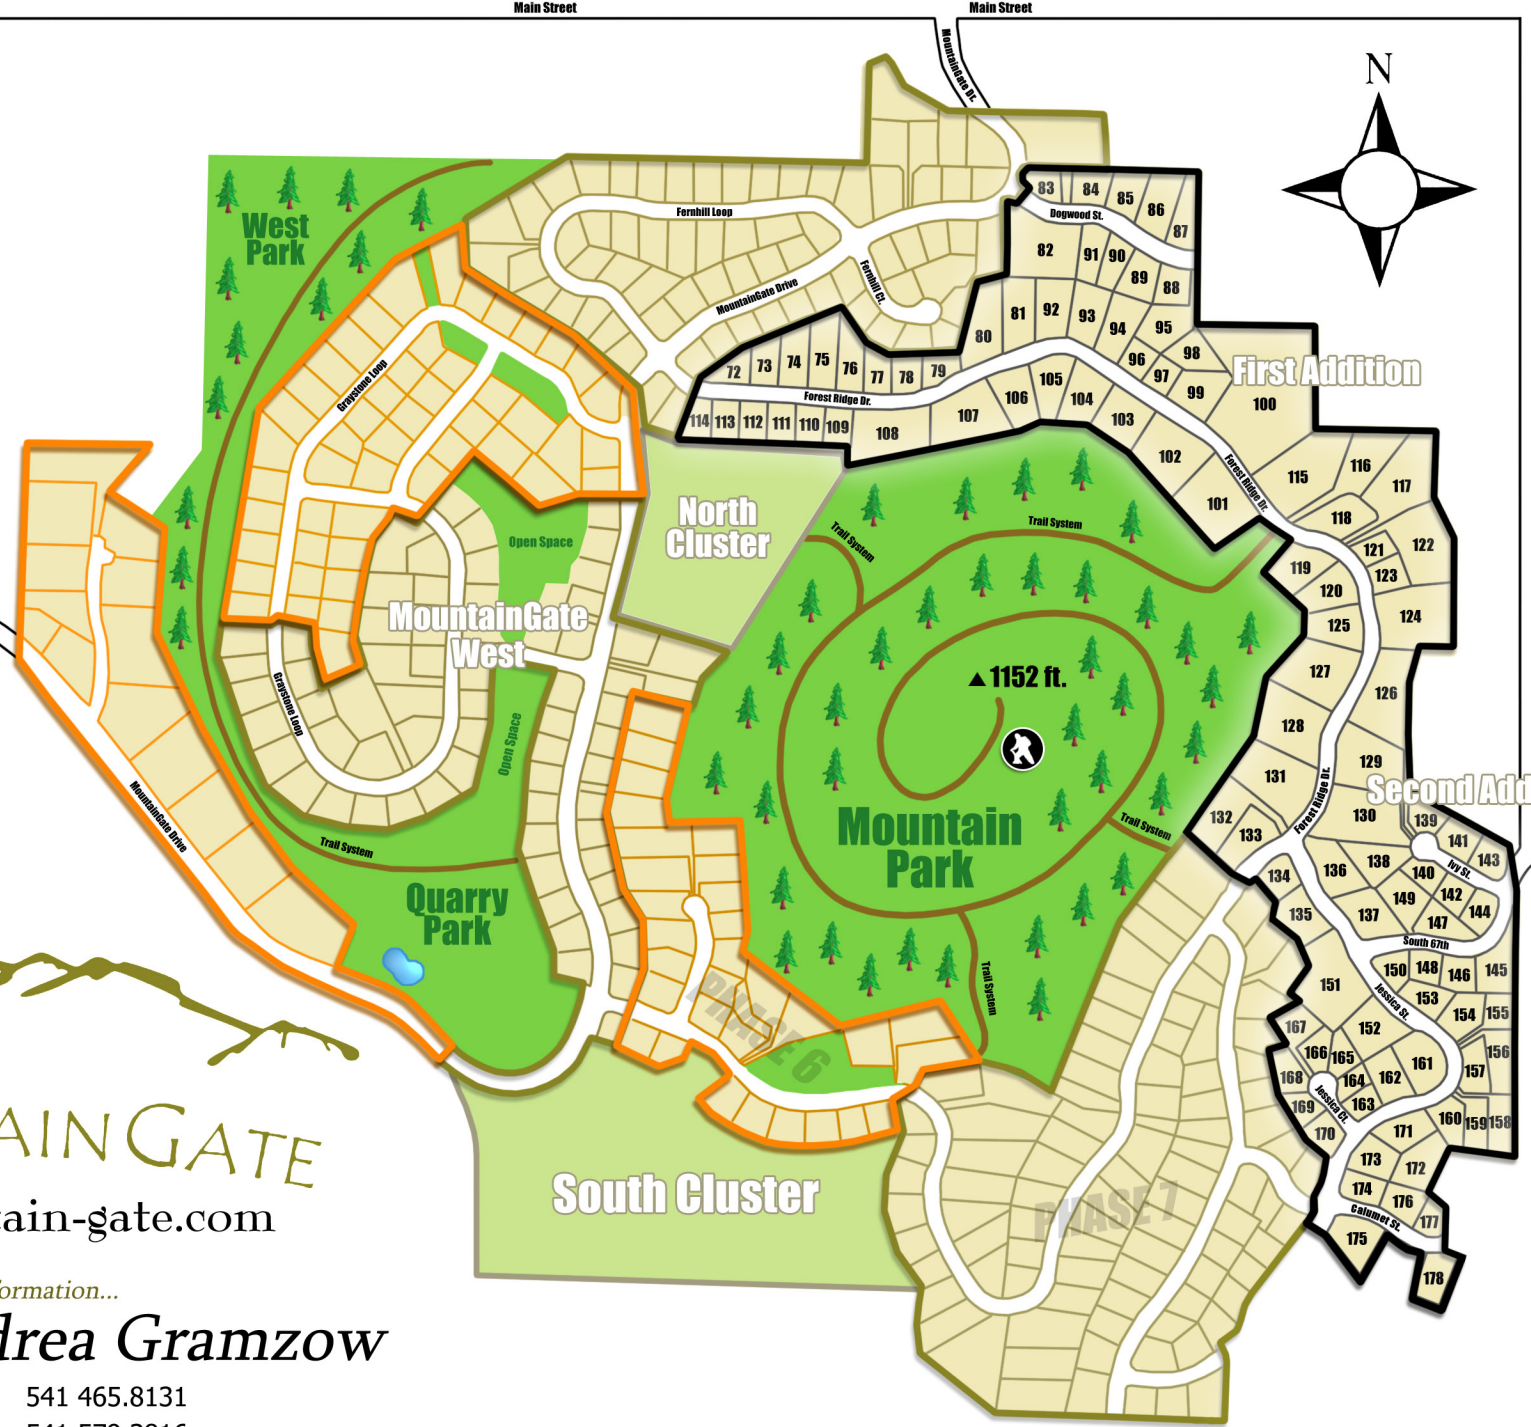 Main Street
Main Street
MountainGate Dr.
N
West
Park
Fernhill Loop
MountainGate Drive
Fernhill Ct.
Dogwood St.
83
84
85
86
87
82
91
90
89
88
81
92
93
94
95
80
96
97
98
99
100
First Addition
72
73
74
75
76
77
78
79
Forest Ridge Dr.
106
105
104
103
107
108
114
113
112
111
110
109
102
101
Forest Ridge Dr.
115
116
117
118
Graystone Loop
Open Space
North
Cluster
Trail System
Trail System
121
122
123
119
120
124
125
MountainGate
West
Graystone Loop
Open Space
1152 ft.
127
126
128
129
131
Second Add
130
132
133
Forest Ridge Dr.
139
141
143
Ivy St.
MountainGate Drive
Trail System
Mountain
Park
Trail System
134
136
138
140
142
149
144
147
137
135
South 67th
Quarry
Park
Trail System
150
148
146
145
151
153
Jessica St.
154
155
152
167
166
165
161
156
157
168
164
162
163
169
Jessica Ct.
170
160
159
158
171
173
172
174
176
177
Calumet St.
175
178
PHASE 6
PHASE 7
South Cluster
AINGATE
tain-gate.com
formation...
drea Gramzow
541 465.8131